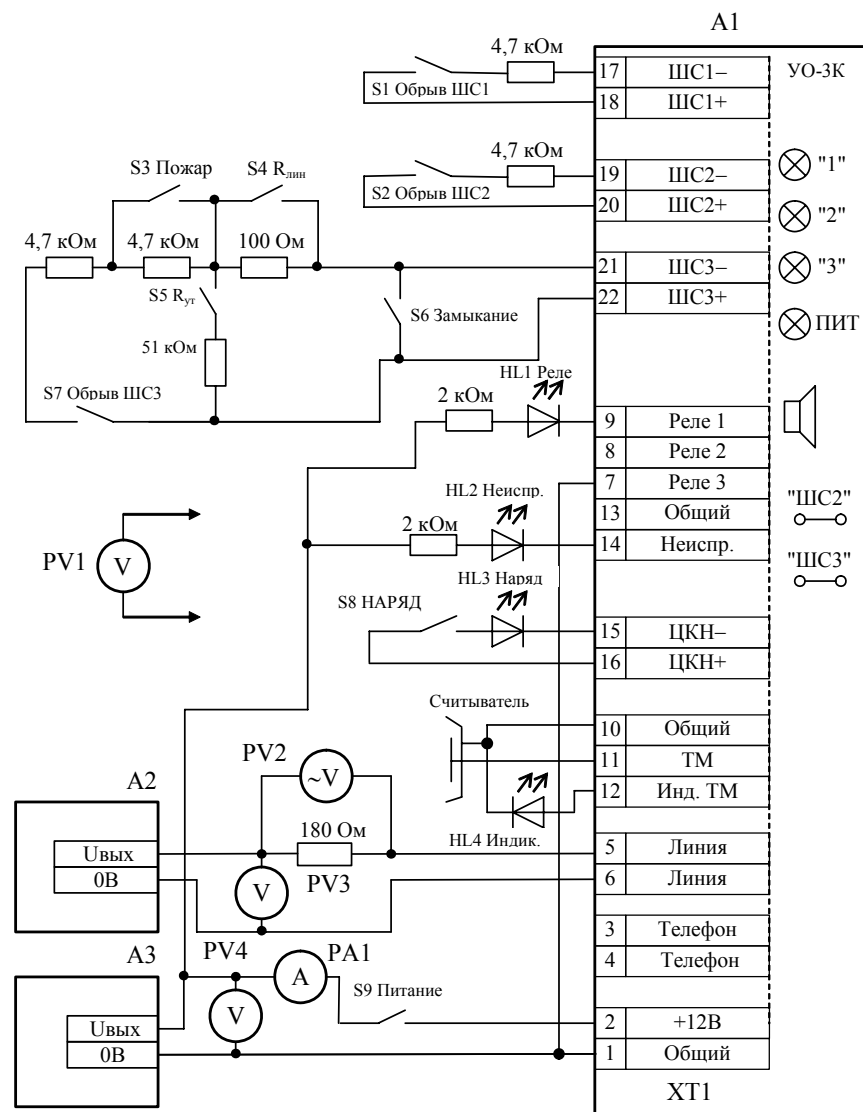 A1
4,7 кОм
17 ШС1– УО-3К
S1 Обрыв ШС1
18 ШС1+
4,7 кОм
S3 Пожар S4 Rлин
19 ШС2– "1"
S2 Обрыв ШС2
20 ШС2+ "2"
4,7 кОм 4,7 кОм 100 Ом
21 ШС3– "3"
S5 Rут
22 ШС3+
S6 Замыкание
ПИТ
51 кОм
S7 Обрыв ШС3
HL1 Реле
2 кОм
9 Реле 1
8 Реле 2
7 Реле 3
HL2 Неиспр.
"ШС2"
13 Общий
2 кОм
14 Неиспр.
PV1 V
"ШС3"
HL3 Наряд
S8 НАРЯД
15 ЦКН–
16 ЦКН+
Считыватель
10 Общий
PV2
11 ТМ
~V
12 Инд. ТМ
A2
180 Ом
HL4 Индик.
5 Линия
Uвых
0В
6 Линия
V PV3
3 Телефон
PV4 PA1
A3
4 Телефон
A
S9 Питание
V
2 +12В
Uвых
0В
1 Общий
XT1